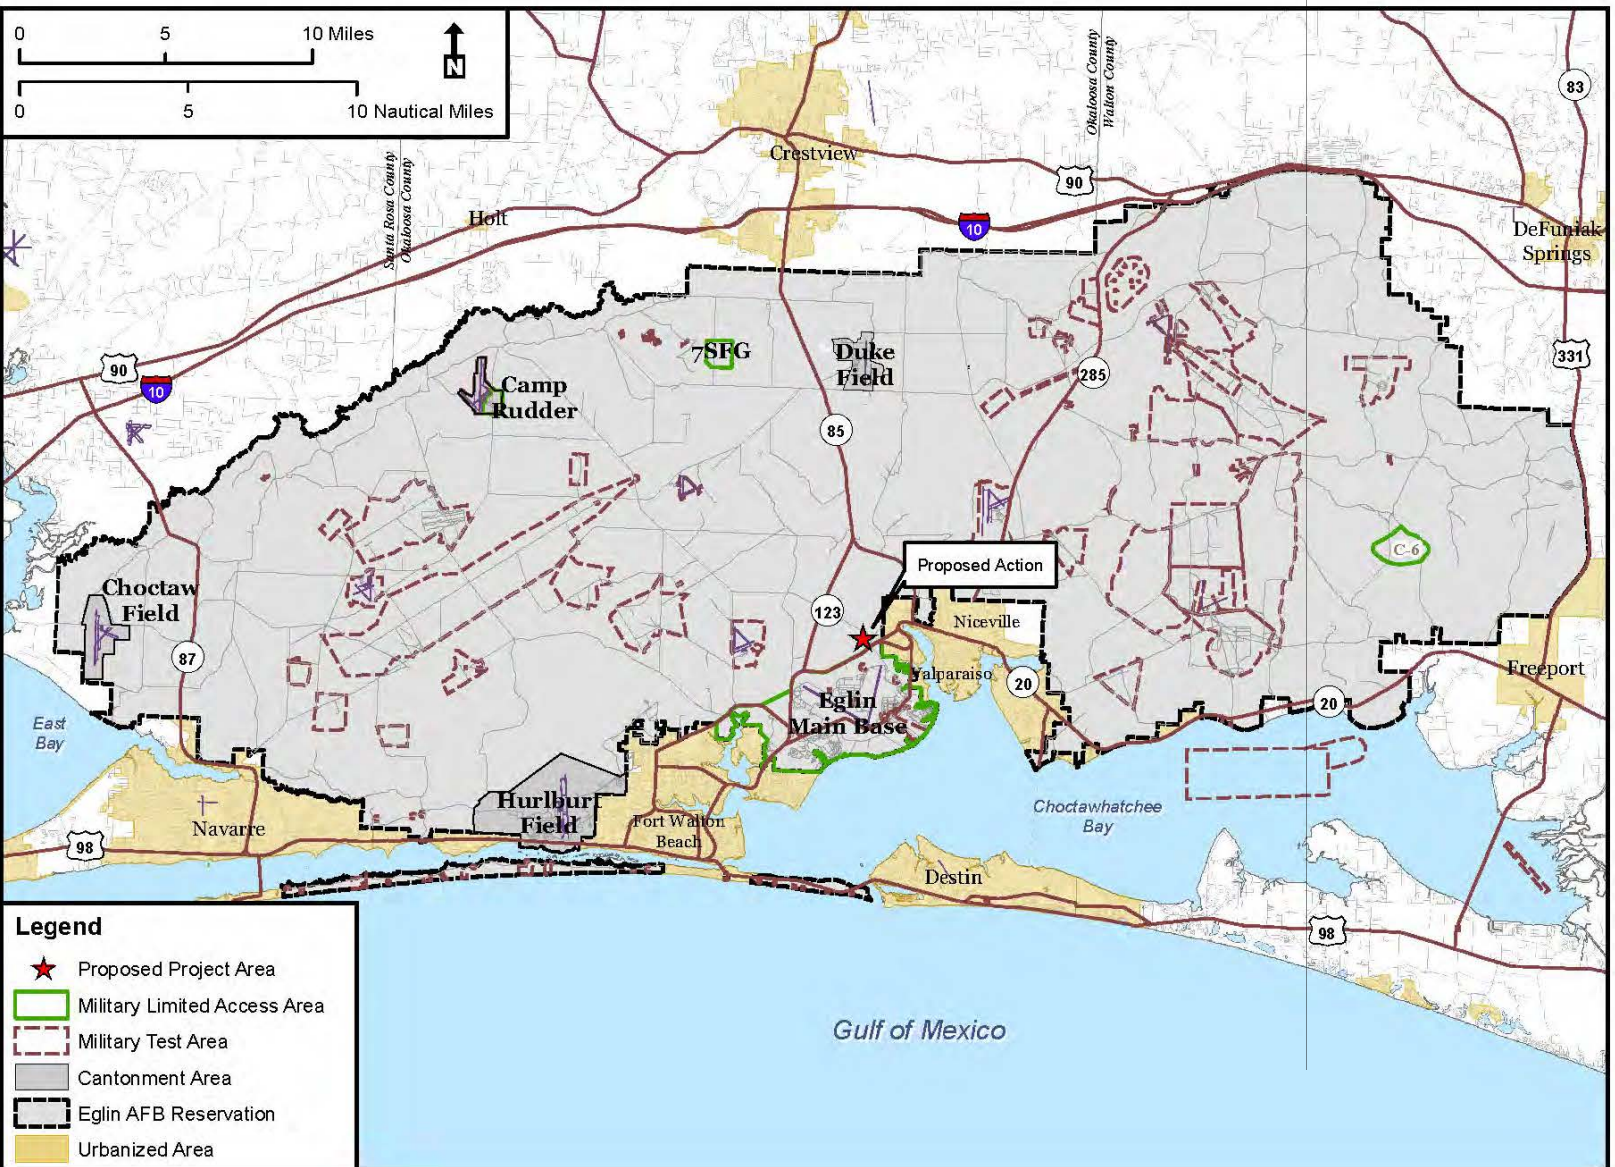 0 5 10 Miles
N
0 5 10 Nautical Miles
Okaloosa County
Walton County
83
Santa Rosa County
Okaloosa County
Crestview
90
Holt
10
DeFuniak
Springs
90
10
7SFG
Duke
Field
331
285
Camp
Rudder
85
C-6
Proposed Action
Choctaw
Field
123
Niceville
87
Valparaiso
20
Freeport
Eglin
Main Base
20
East
Bay
Hurlburt
Field
Choctawhatchee
Bay
Navarre
Fort Walton
Beach
98
Destin
98
Gulf of Mexico
Legend
Proposed Project Area
Military Limited Access Area
Military Test Area
Cantonment Area
Eglin AFB Reservation
Urbanized Area